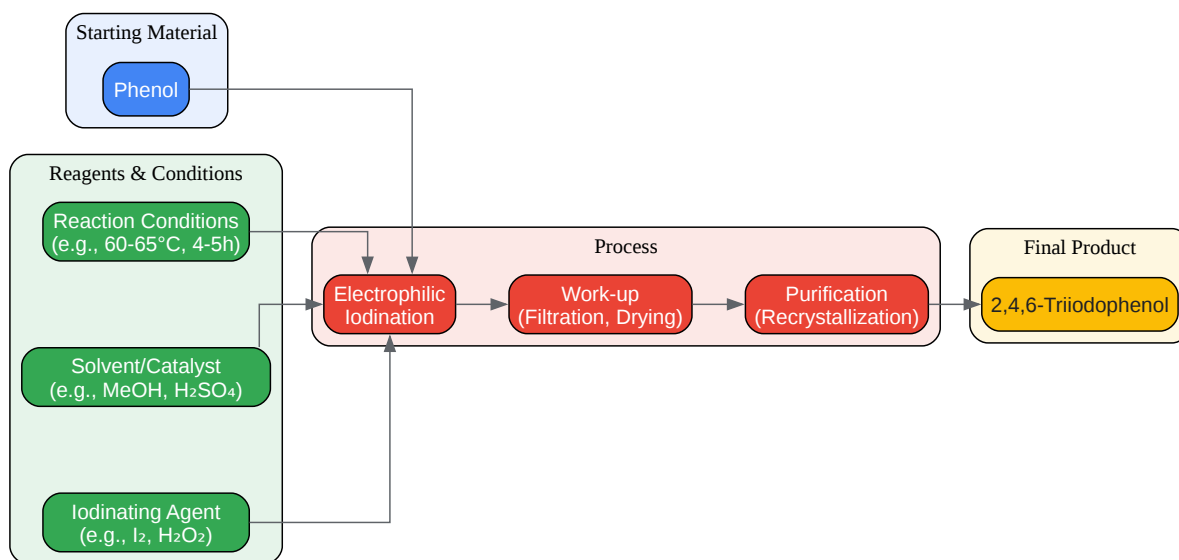 Starting Material
Phenol
Reagents & Conditions
Reaction Conditions
(e.g., 60-65°C, 4-5h)
Solvent/Catalyst
(e.g., MeOH, H₂SO₄)
Iodinating Agent
(e.g., I₂, H₂O₂)
Process
Electrophilic
Iodination
Work-up
(Filtration, Drying)
Purification
(Recrystallization)
Final Product
2,4,6-Triiodophenol